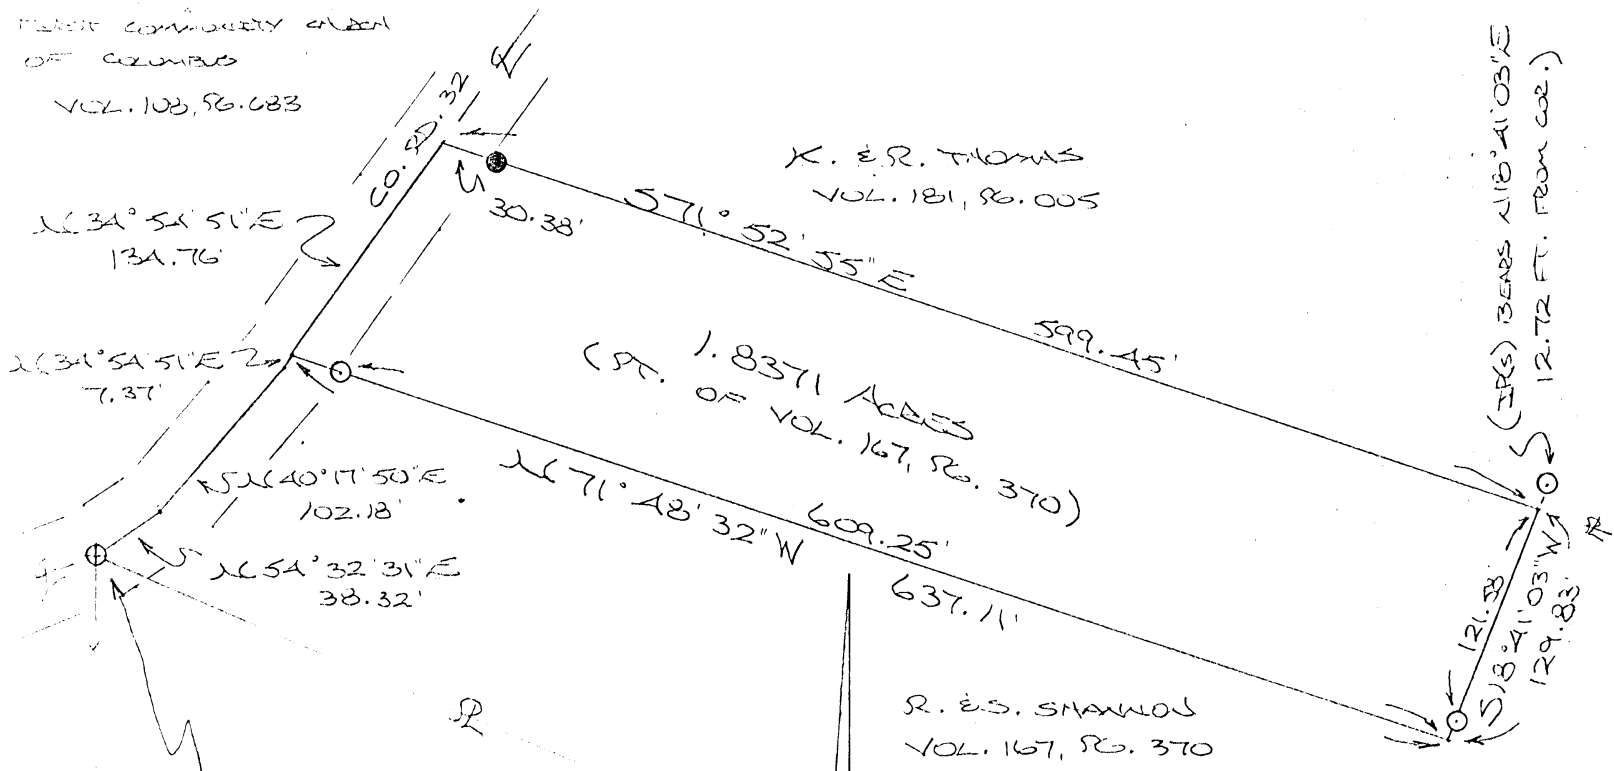 COMMUNITY
OF COLUMBUS
VOL. 108, PG. 683
CO. RD. 32
K. & R. THOMAS
VOL. 181, PG. 005
N 34° 54' 51" E
134.76'
30.38'
S 71° 52' 55" E
599.45'
(IP(S) BEARS N 18° 41' 03" E
12.72 FT. FROM COR.)
N 34° 54' 51" E
7.37'
1.8371 ACRES
(PT. OF VOL. 167, PG. 370)
N 40° 17' 50" E
102.18'
N 71° 48' 32" W
609.25'
637.11'
N 54° 32' 31" E
38.32'
S 18° 41' 03" W
129.83'
R. & S. SHANNON
VOL. 167, PG. 370